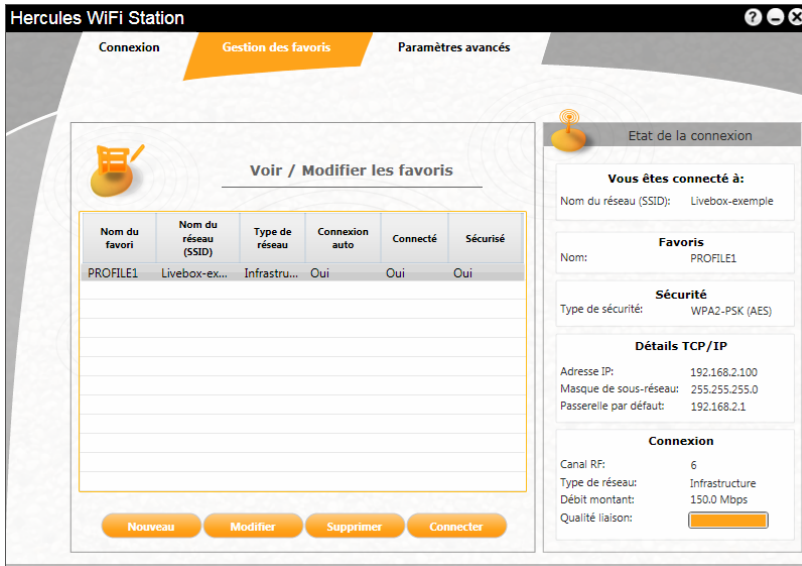 Hercules WiFi Station
Connexion
Gestion des favoris
Paramètres avancés
Voir / Modifier les favoris
Nom du favori
Nom du réseau (SSID)
Type de réseau
Connexion auto
Connecté
Sécurisé
PROFILE1 Livebox-ex... Infrastru... Oui Oui Oui
Nouveau
Modifier
Supprimer
Connecter
Etat de la connexion
Vous êtes connecté à:
Nom du réseau (SSID): Livebox-exemple
Favoris
Nom: PROFILE1
Sécurité
Type de sécurité: WPA2-PSK (AES)
Détails TCP/IP
Adresse IP: 192.168.2.100
Masque de sous-réseau: 255.255.255.0
Passerelle par défaut: 192.168.2.1
Connexion
Canal RF: 6
Type de réseau: Infrastructure
Débit montant: 150.0 Mbps
Qualité liaison: